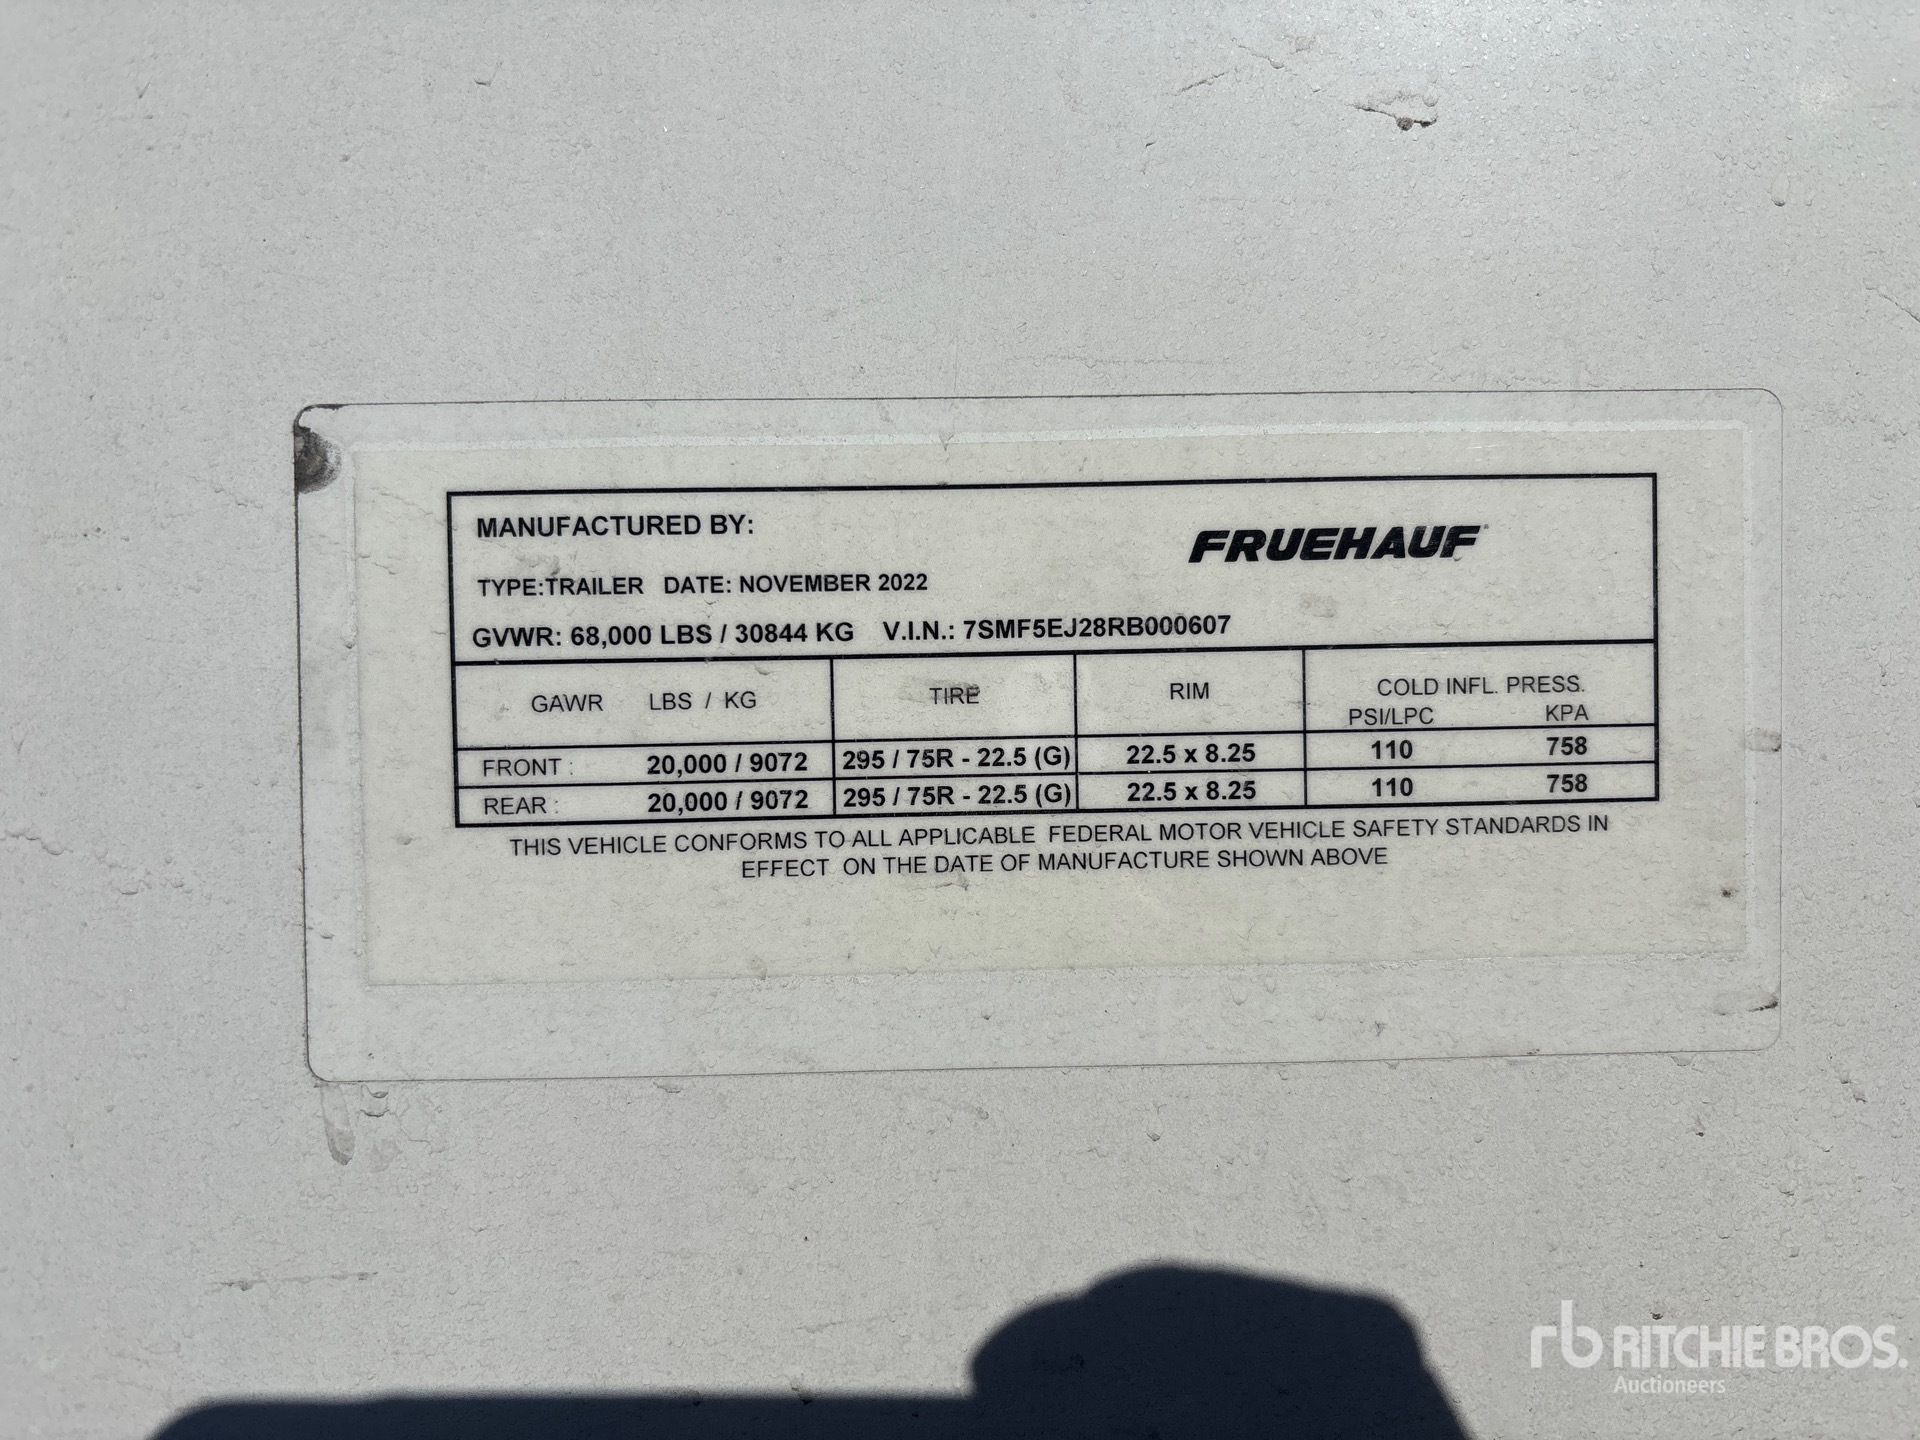 MANUFACTURED BY:
FRUEHAUF
TYPE:TRAILER DATE: NOVEMBER 2022
GVWR: 68,000 LBS / 30844 KG V.I.N.: 7SMF5EJ28RB000607
GAWR LBS / KG TIRE RIM COLD INFL. PRESS.
PSI/LPC KPA
FRONT : 20,000 / 9072 295 / 75R - 22.5 (G) 22.5 x 8.25 110 758
REAR : 20,000 / 9072 295 / 75R - 22.5 (G) 22.5 x 8.25 110 758
THIS VEHICLE CONFORMS TO ALL APPLICABLE FEDERAL MOTOR VEHICLE SAFETY STANDARDS IN
EFFECT ON THE DATE OF MANUFACTURE SHOWN ABOVE
rb RITCHIE BROS.
Auctioneers